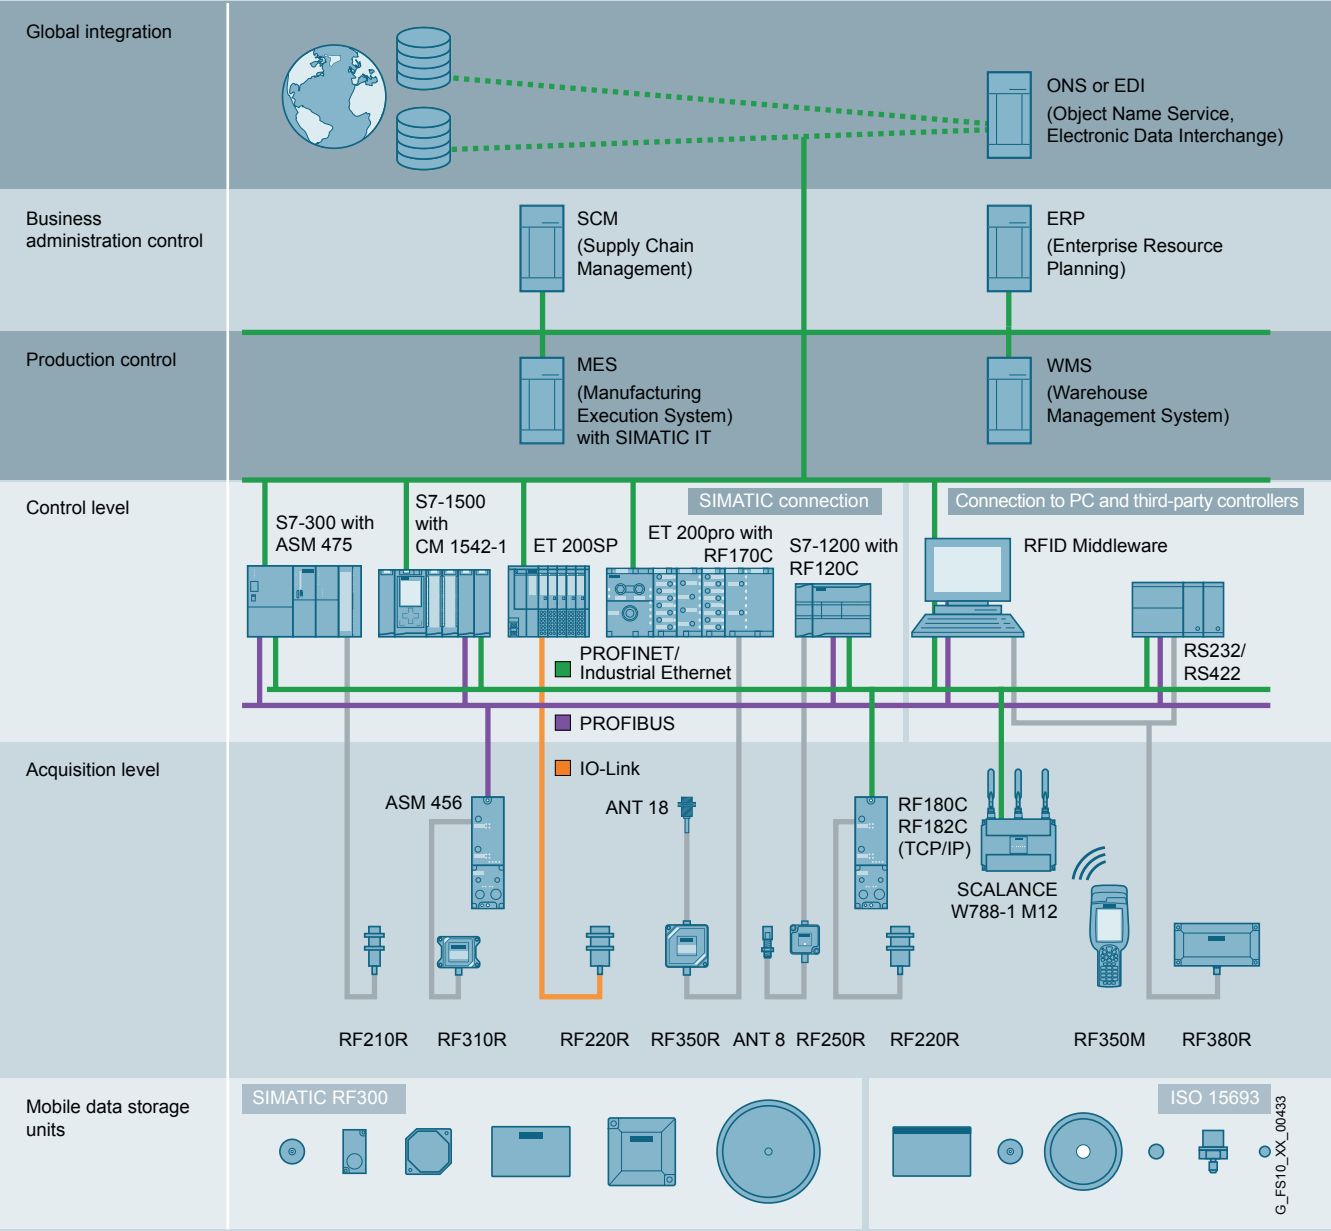 Global integration
ONS or EDI
(Object Name Service,
Electronic Data Interchange)
Business
administration control
SCM
(Supply Chain
Management)
ERP
(Enterprise Resource
Planning)
Production control
MES
(Manufacturing
Execution System)
with SIMATIC IT
WMS
(Warehouse
Management System)
Control level
SIMATIC connection
Connection to PC and third-party controllers
S7-300 with
ASM 475
S7-1500
with
CM 1542-1
ET 200SP
ET 200pro with
RF170C
S7-1200 with
RF120C
RFID Middleware
RS232/
RS422
PROFINET/
Industrial Ethernet
PROFIBUS
IO-Link
Acquisition level
ASM 456
ANT 18
RF180C
RF182C
(TCP/IP)
SCALANCE
W788-1 M12
RF210R
RF310R
RF220R
RF350R
ANT 8
RF250R
RF220R
RF350M
RF380R
Mobile data storage
units
SIMATIC RF300
ISO 15693
G_FS10_XX_00433